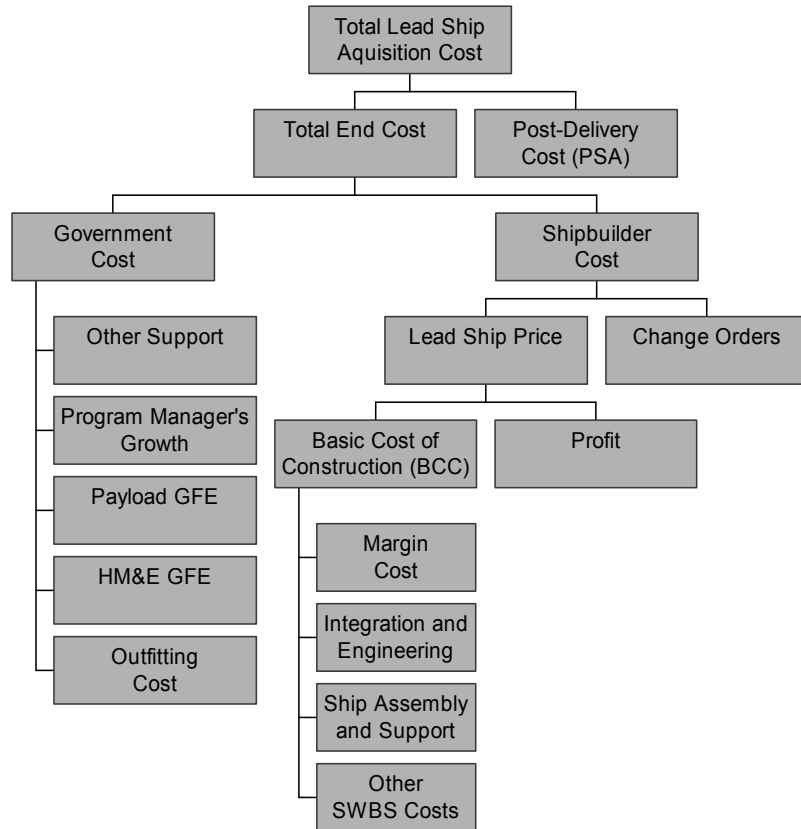 Total Lead Ship
Aquisition Cost
Total End Cost
Post-Delivery
Cost (PSA)
Government
Cost
Shipbuilder
Cost
Other Support
Program Manager's
Growth
Payload GFE
HM&E GFE
Outfitting
Cost
Lead Ship Price
Change Orders
Basic Cost of
Construction (BCC)
Profit
Margin
Cost
Integration and
Engineering
Ship Assembly
and Support
Other
SWBS Costs